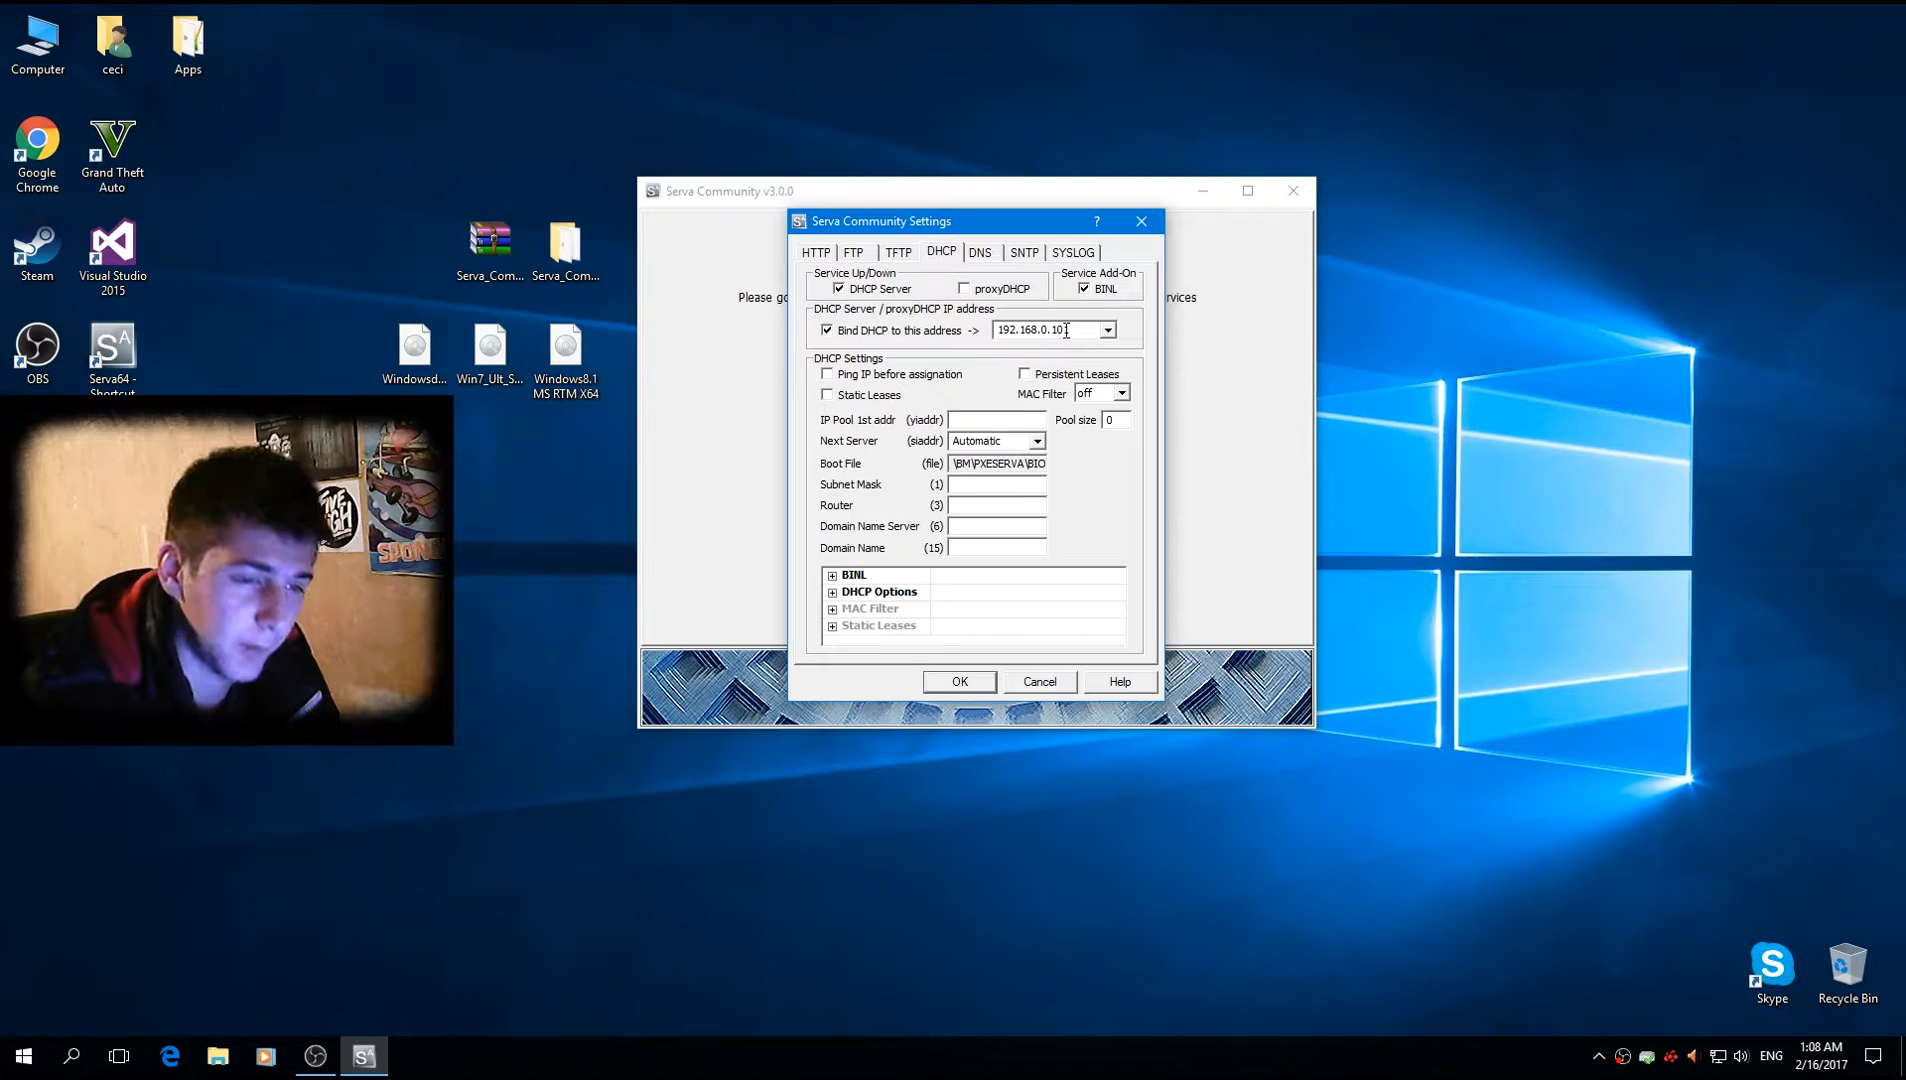 Computer
ceci
Apps
Google
Chrome
Grand Theft
Auto
Steam
Visual Studio
2015
Serva_Com...
Serva_Com...
OBS
Serva64 -
Shortcut
Windowsd...
Win7_Ult_S...
Windows8.1
MS RTM X64
Serva Community v3.0.0
Please go
rvices
Serva Community Settings
HTTP
FTP
TFTP
DHCP
DNS
SNTP
SYSLOG
Service Up/Down
Service Add-On
DHCP Server
proxyDHCP
BINL
DHCP Server / proxyDHCP IP address
Bind DHCP to this address ->
192.168.0.10
DHCP Settings
Ping IP before assignation
Persistent Leases
Static Leases
MAC Filter
off
IP Pool 1st addr (yiaddr)
Pool size
0
Next Server (siaddr)
Automatic
Boot File (file)
\BM\PXESERVA\BIO
Subnet Mask (1)
Router (3)
Domain Name Server (6)
Domain Name (15)
BINL
DHCP Options
MAC Filter
Static Leases
OK
Cancel
Help
Skype
Recycle Bin
ENG
1:08 AM
2/16/2017